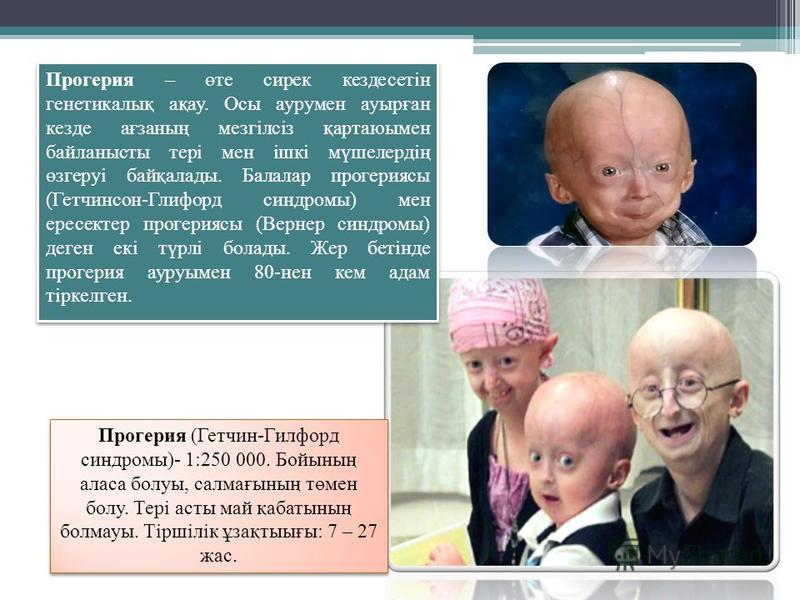 Прогерия – өте сирек кездесетін
генетикалық ақау. Осы аурумен ауырған
кезде ағзаның мезгілсіз қартаюымен
байланысты тері мен ішкі мүшелердің
өзгеруі байқалады. Балалар прогериясы
(Гетчинсон-Глифорд синдромы) мен
ересектер прогериясы (Вернер синдромы)
деген екі түрлі болады. Жер бетінде
прогерия ауруымен 80-нен кем адам
тіркелген.
Прогерия (Гетчин-Гилфорд
синдромы)- 1:250 000. Бойының
аласа болуы, салмағының төмен
болу. Тері асты май қабатының
болмауы. Тіршілік ұзақтыығы: 7 – 27
жас.
MyShared